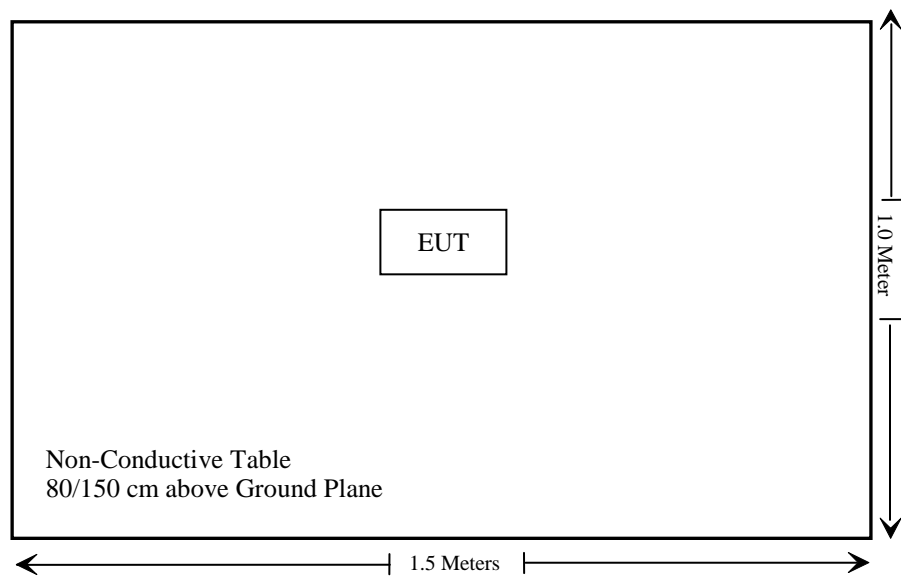 EUT
1.0 Meter
Non-Conductive Table
80/150 cm above Ground Plane
1.5 Meters